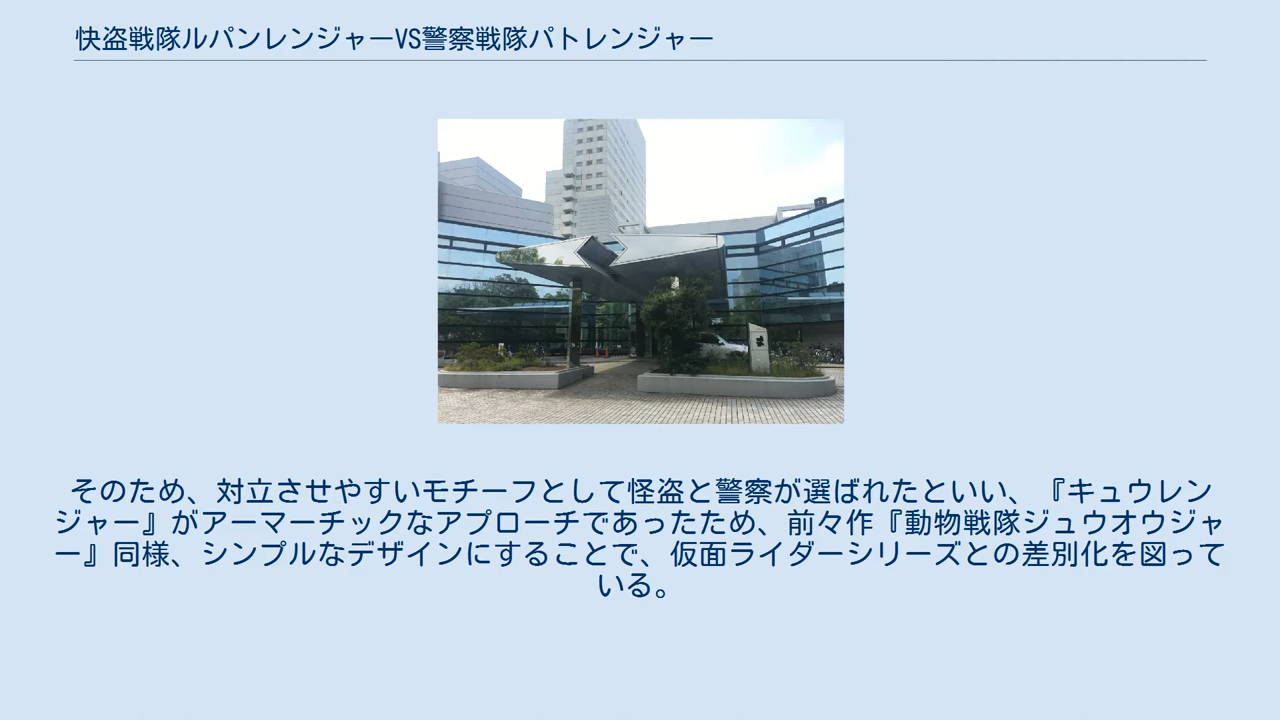 快盗戦隊ルパンレンジャーVS警察戦隊パトレンジャー
そのため、対立させやすいモチーフとして怪盗と警察が選ばれたといい、『キュウレン
ジャー』がアーマーチックなアプローチであったため、前々作『動物戦隊ジュウオウジャ
ー』同様、シンプルなデザインにすることで、仮面ライダーシリーズとの差別化を図って
いる。